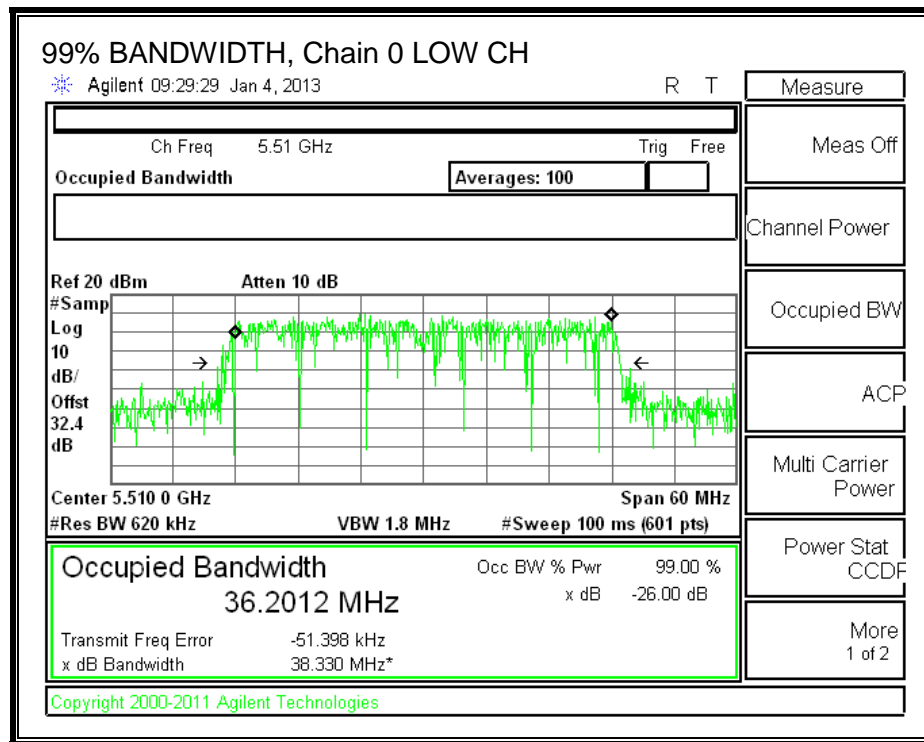 99% BANDWIDTH, Chain 0 LOW CH
Agilent 09:29:29 Jan 4, 2013 R T
Measure
Ch Freq 5.51 GHz Trig Free
Occupied Bandwidth Averages: 100
Ref 20 dBm Atten 10 dB
#Samp
Log
10
dB/
Offst
32.4
dB
Center 5.510 0 GHz Span 60 MHz
#Res BW 620 kHz VBW 1.8 MHz #Sweep 100 ms (601 pts)
Occupied Bandwidth Occ BW % Pwr 99.00 %
36.2012 MHz x dB -26.00 dB
Transmit Freq Error -51.398 kHz
x dB Bandwidth 38.330 MHz*
Copyright 2000-2011 Agilent Technologies
Meas Off
Channel Power
Occupied BW
ACP
Multi Carrier
Power
Power Stat
CCDF
More
1 of 2